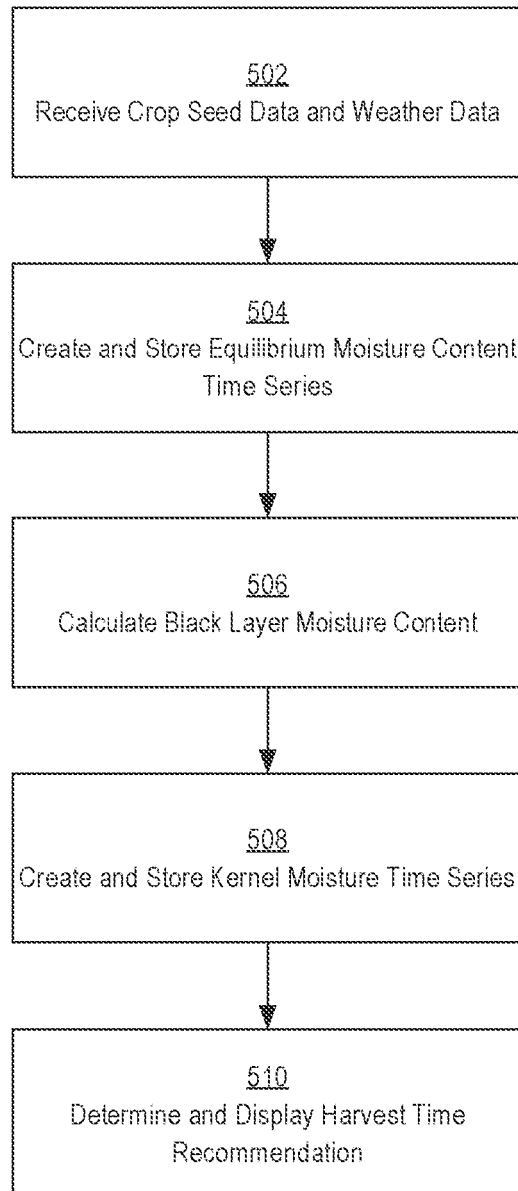 502
Receive Crop Seed Data and Weather Data
504
Create and Store Equilibrium Moisture Content
Time Series
506
Calculate Black Layer Moisture Content
508
Create and Store Kernel Moisture Time Series
510
Determine and Display Harvest Time
Recommendation